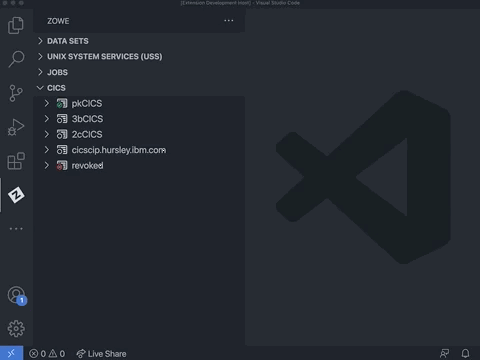 [Extension Development Host] - Visual Studio Code
ZOWE
DATA SETS
UNIX SYSTEM SERVICES (USS)
JOBS
CICS
pkCICS
3bCICS
2cCICS
cicscip.hursley.ibm.com
revoked
1
0 0 Live Share